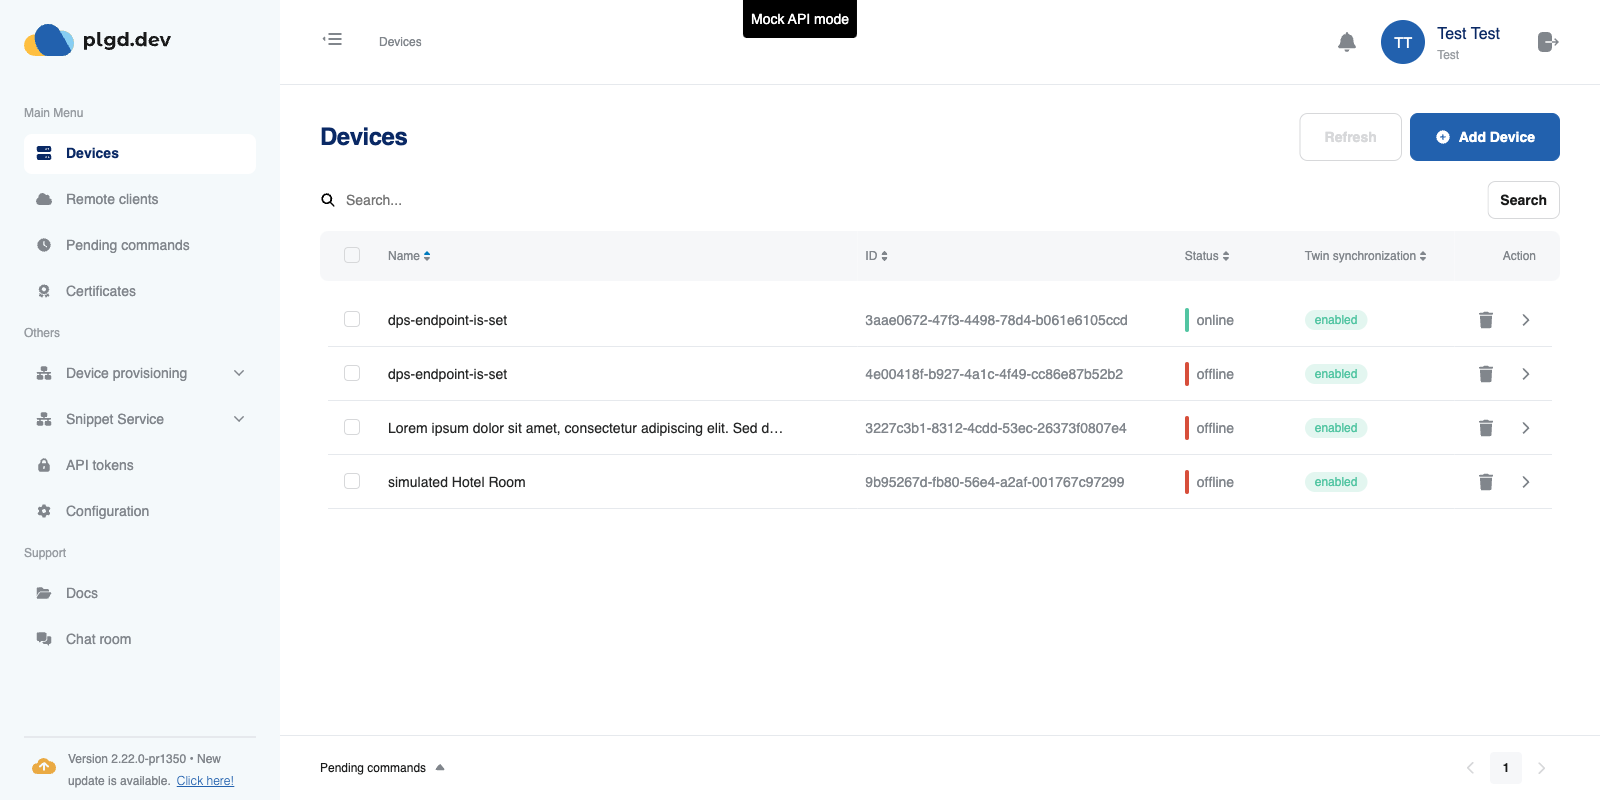 plgd.dev
Mock API mode
Devices
TT
Test Test
Test
Main Menu
Devices
Remote clients
Pending commands
Certificates
Others
Device provisioning
Snippet Service
API tokens
Configuration
Support
Docs
Chat room
Version 2.22.0-pr1350 • New
update is available. Click here!
Devices
Refresh
Add Device
Search...
Search
Name ID Status Twin synchronization Action
dps-endpoint-is-set 3aae0672-47f3-4498-78d4-b061e6105ccd online enabled
dps-endpoint-is-set 4e00418f-b927-4a1c-4f49-cc86e87b52b2 offline enabled
Lorem ipsum dolor sit amet, consectetur adipiscing elit. Sed d... 3227c3b1-8312-4cdd-53ec-26373f0807e4 offline enabled
simulated Hotel Room 9b95267d-fb80-56e4-a2af-001767c97299 offline enabled
Pending commands
1